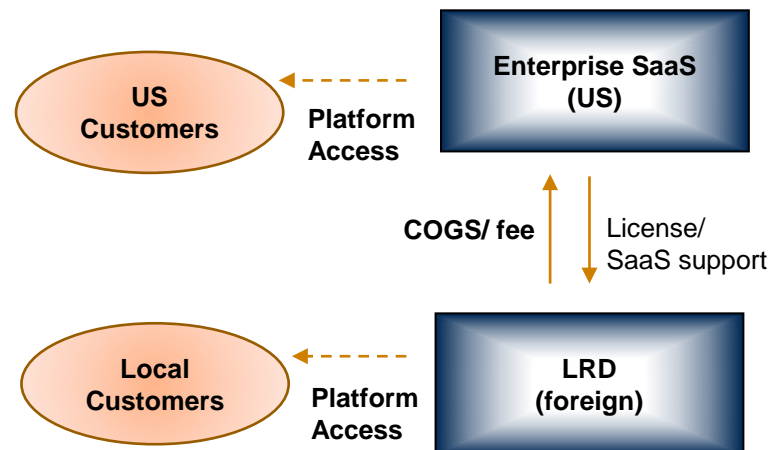 Enterprise SaaS
(US)
US
Customers
Platform
Access
COGS/ fee
License/
SaaS support
LRD
(foreign)
Local
Customers
Platform
Access